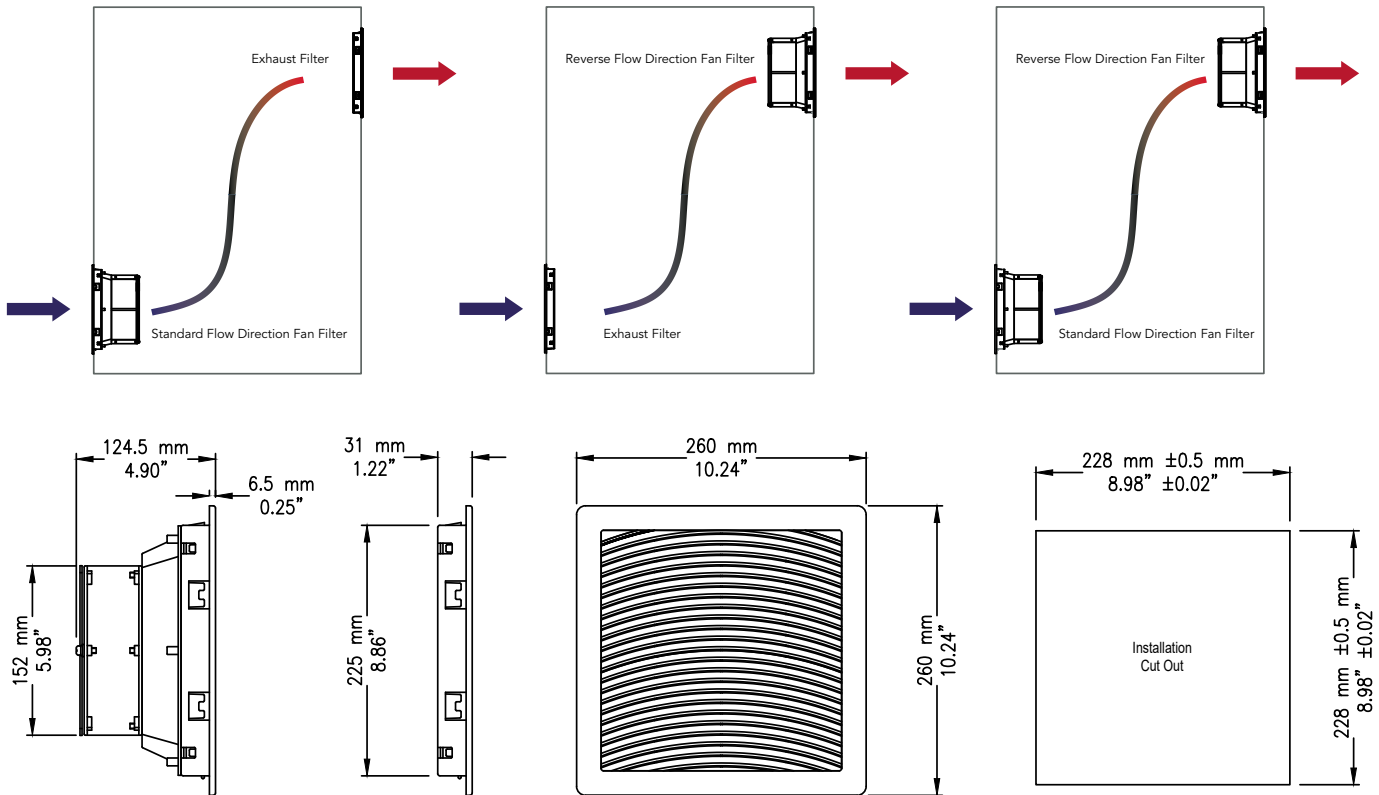 Exhaust Filter
Standard Flow Direction Fan Filter
Reverse Flow Direction Fan Filter
Exhaust Filter
Reverse Flow Direction Fan Filter
Standard Flow Direction Fan Filter
124.5 mm
4.90”
6.5 mm
0.25”
152 mm
5.98”
31 mm
1.22”
225 mm
8.86”
260 mm
10.24”
260 mm
10.24”
228 mm ±0.5 mm
8.98” ±0.02”
Installation
Cut Out
228 mm ±0.5 mm
8.98” ±0.02”